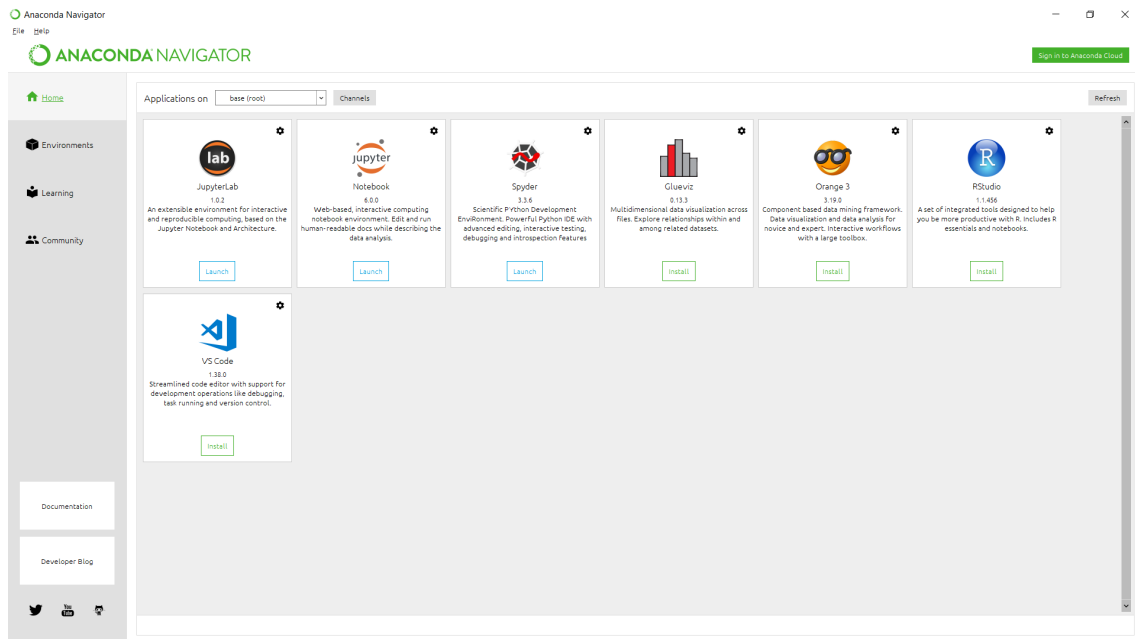 Anaconda Navigator
File Help
ANACONDA NAVIGATOR
Sign in to Anaconda Cloud
Home
Environments
Learning
Community
Documentation
Developer Blog
You
Tube
Applications on base (root) Channels Refresh
lab
JupyterLab
1.0.2
An extensible environment for interactive
and reproducible computing, based on the
Jupyter Notebook and Architecture.
Launch
jupyter
Notebook
6.0.0
Web-based, interactive computing
notebook environment. Edit and run
human-readable docs while describing the
data analysis.
Launch
Spyder
3.3.6
Scientific PYthon Development
EnviRonment. Powerful Python IDE with
advanced editing, interactive testing,
debugging and introspection features
Launch
Glueviz
0.13.3
Multidimensional data visualization across
files. Explore relationships within and
among related datasets.
Install
Orange 3
3.19.0
Component based data mining framework.
Data visualization and data analysis for
novice and expert. Interactive workflows
with a large toolbox.
Install
R
RStudio
1.1.456
A set of integrated tools designed to help
you be more productive with R. Includes R
essentials and notebooks.
Install
VS Code
1.38.0
Streamlined code editor with support for
development operations like debugging,
task running and version control.
Install